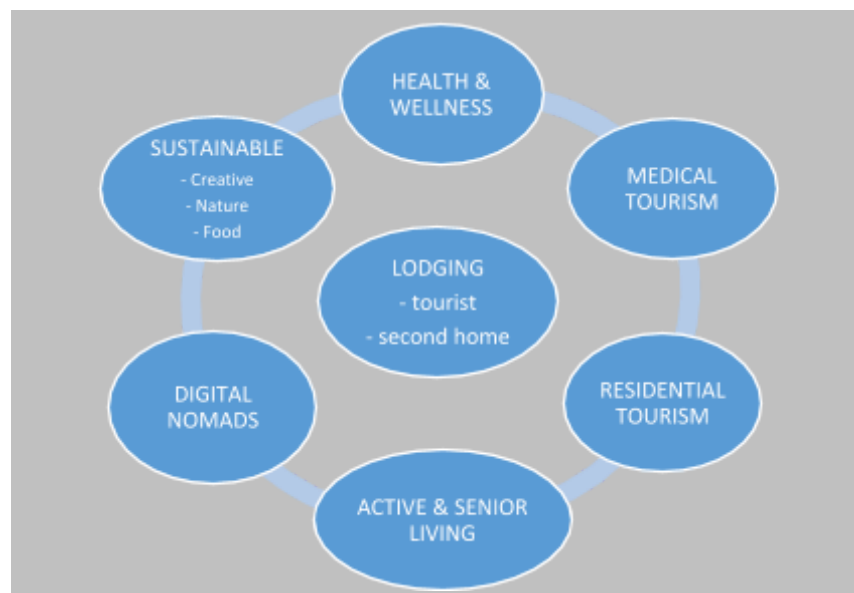 HEALTH &
WELLNESS
SUSTAINABLE
- Creative
- Nature
- Food
MEDICAL
TOURISM
LODGING
- tourist
- second home
DIGITAL
NOMADS
RESIDENTIAL
TOURISM
ACTIVE & SENIOR
LIVING